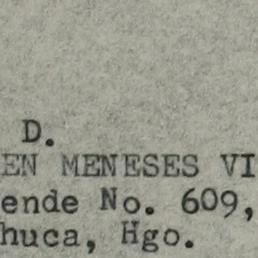 D.
EN MENESES VI
ende No. 609,
huca, Hgo.